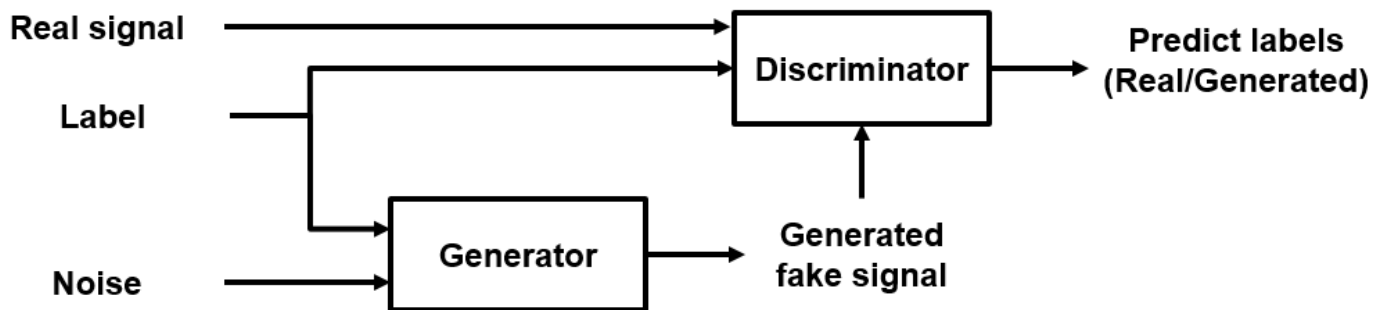 Real signal
Label
Noise
Generator
Generated
fake signal
Discriminator
Predict labels
(Real/Generated)